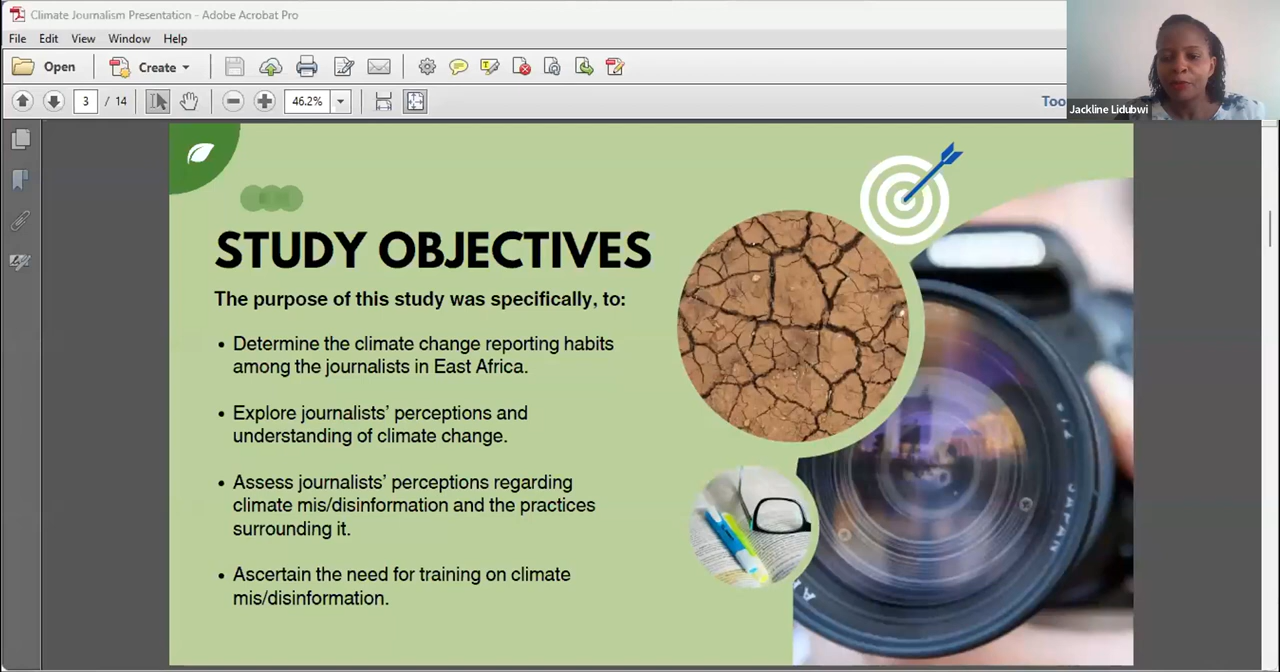 Climate Journalism Presentation - Adobe Acrobat Pro
File Edit View Window Help
Open Create
3 / 14 46.2% Too
Jackline Lidubwi
STUDY OBJECTIVES
The purpose of this study was specifically, to:
• Determine the climate change reporting habits
among the journalists in East Africa.
• Explore journalists’ perceptions and
understanding of climate change.
• Assess journalists’ perceptions regarding
climate mis/disinformation and the practices
surrounding it.
• Ascertain the need for training on climate
mis/disinformation.
JAPAN